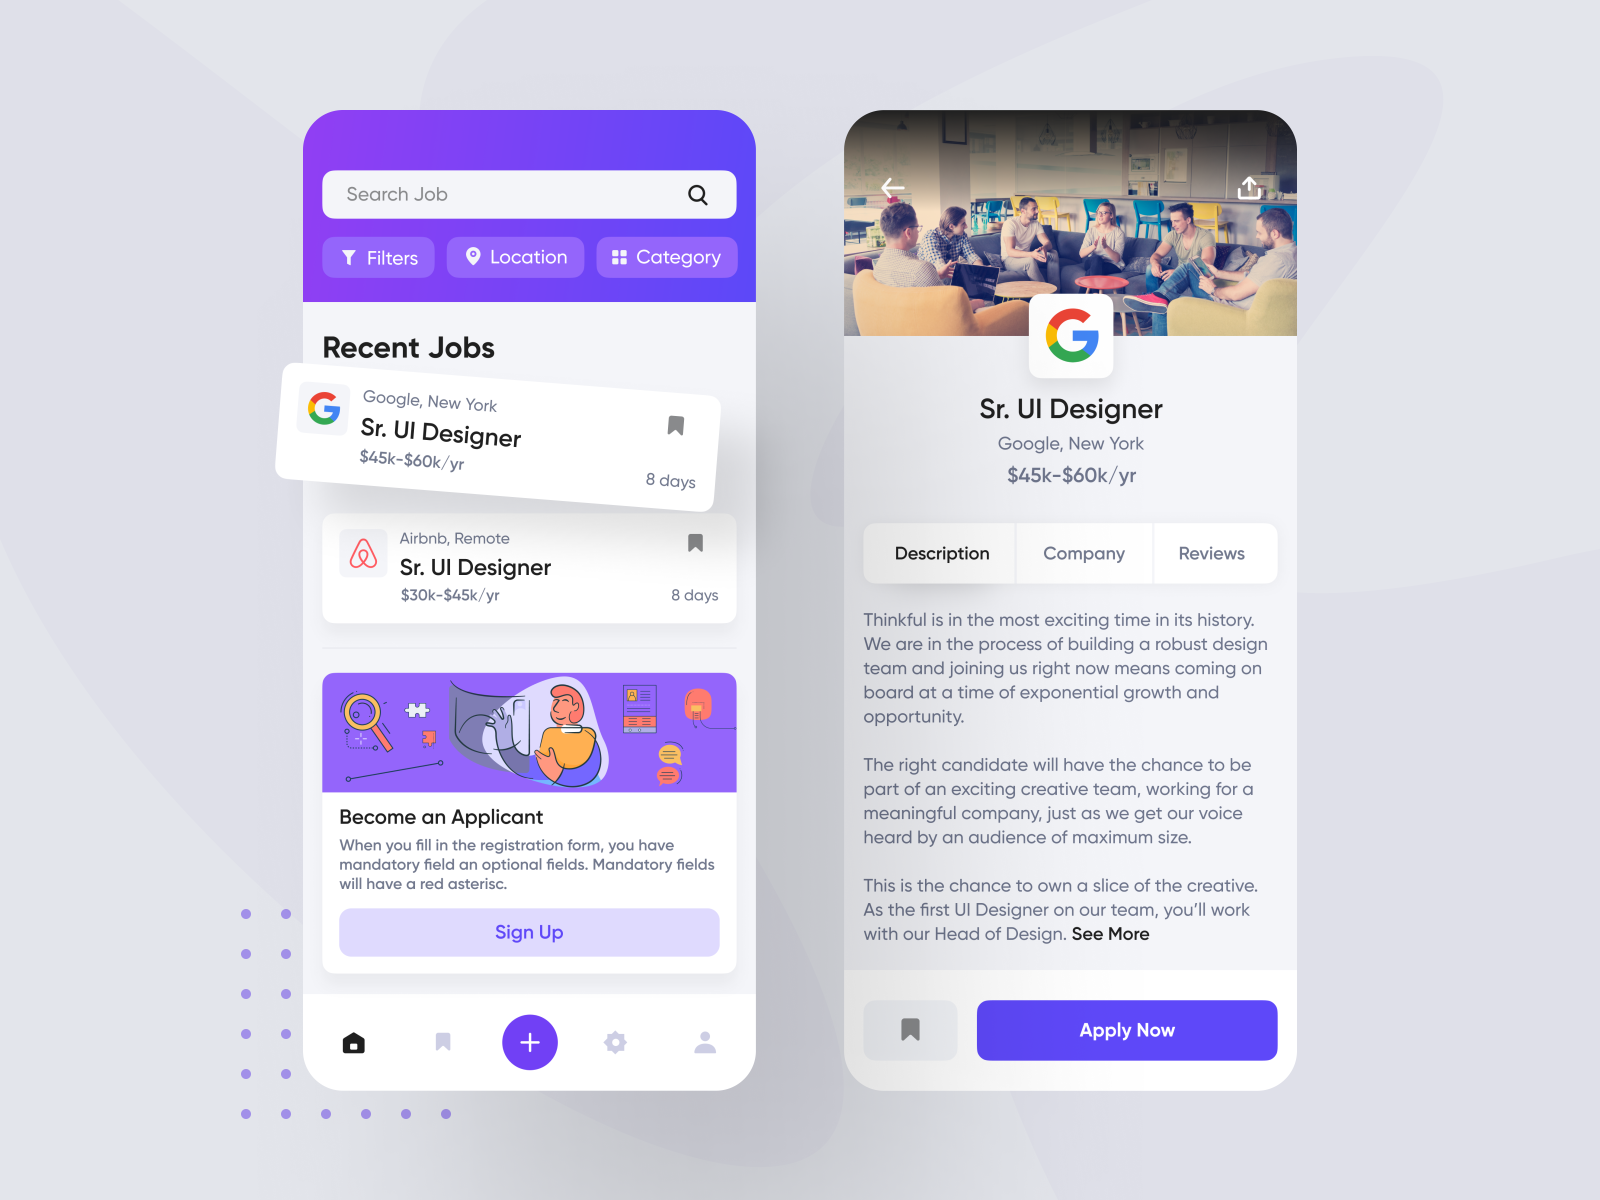 Search Job
Filters
Location
Category
Recent Jobs
Google, New York
Sr. UI Designer
$45k-$60k/yr
8 days
Airbnb, Remote
Sr. UI Designer
$30k-$45k/yr
8 days
Become an Applicant
When you fill in the registration form, you have
mandatory field an optional fields. Mandatory fields
will have a red asterisc.
Sign Up
Sr. UI Designer
Google, New York
$45k-$60k/yr
Description
Company
Reviews
Thinkful is in the most exciting time in its history.
We are in the process of building a robust design
team and joining us right now means coming on
board at a time of exponential growth and
opportunity.
The right candidate will have the chance to be
part of an exciting creative team, working for a
meaningful company, just as we get our voice
heard by an audience of maximum size.
This is the chance to own a slice of the creative.
As the first UI Designer on our team, you'll work
with our Head of Design. See More
Apply Now